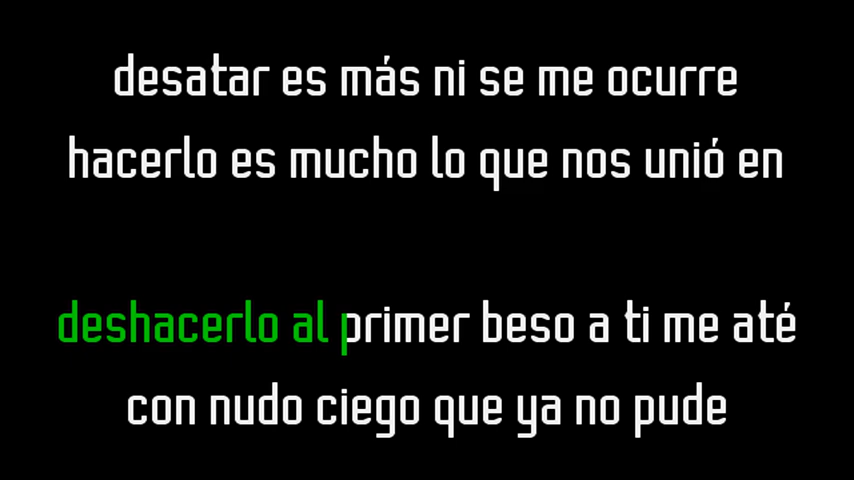 desatar es más ni se me ocurre
hacerlo es mucho lo que nos unió en
deshacerlo al primer beso a ti me até
con nudo ciego que ya no pude